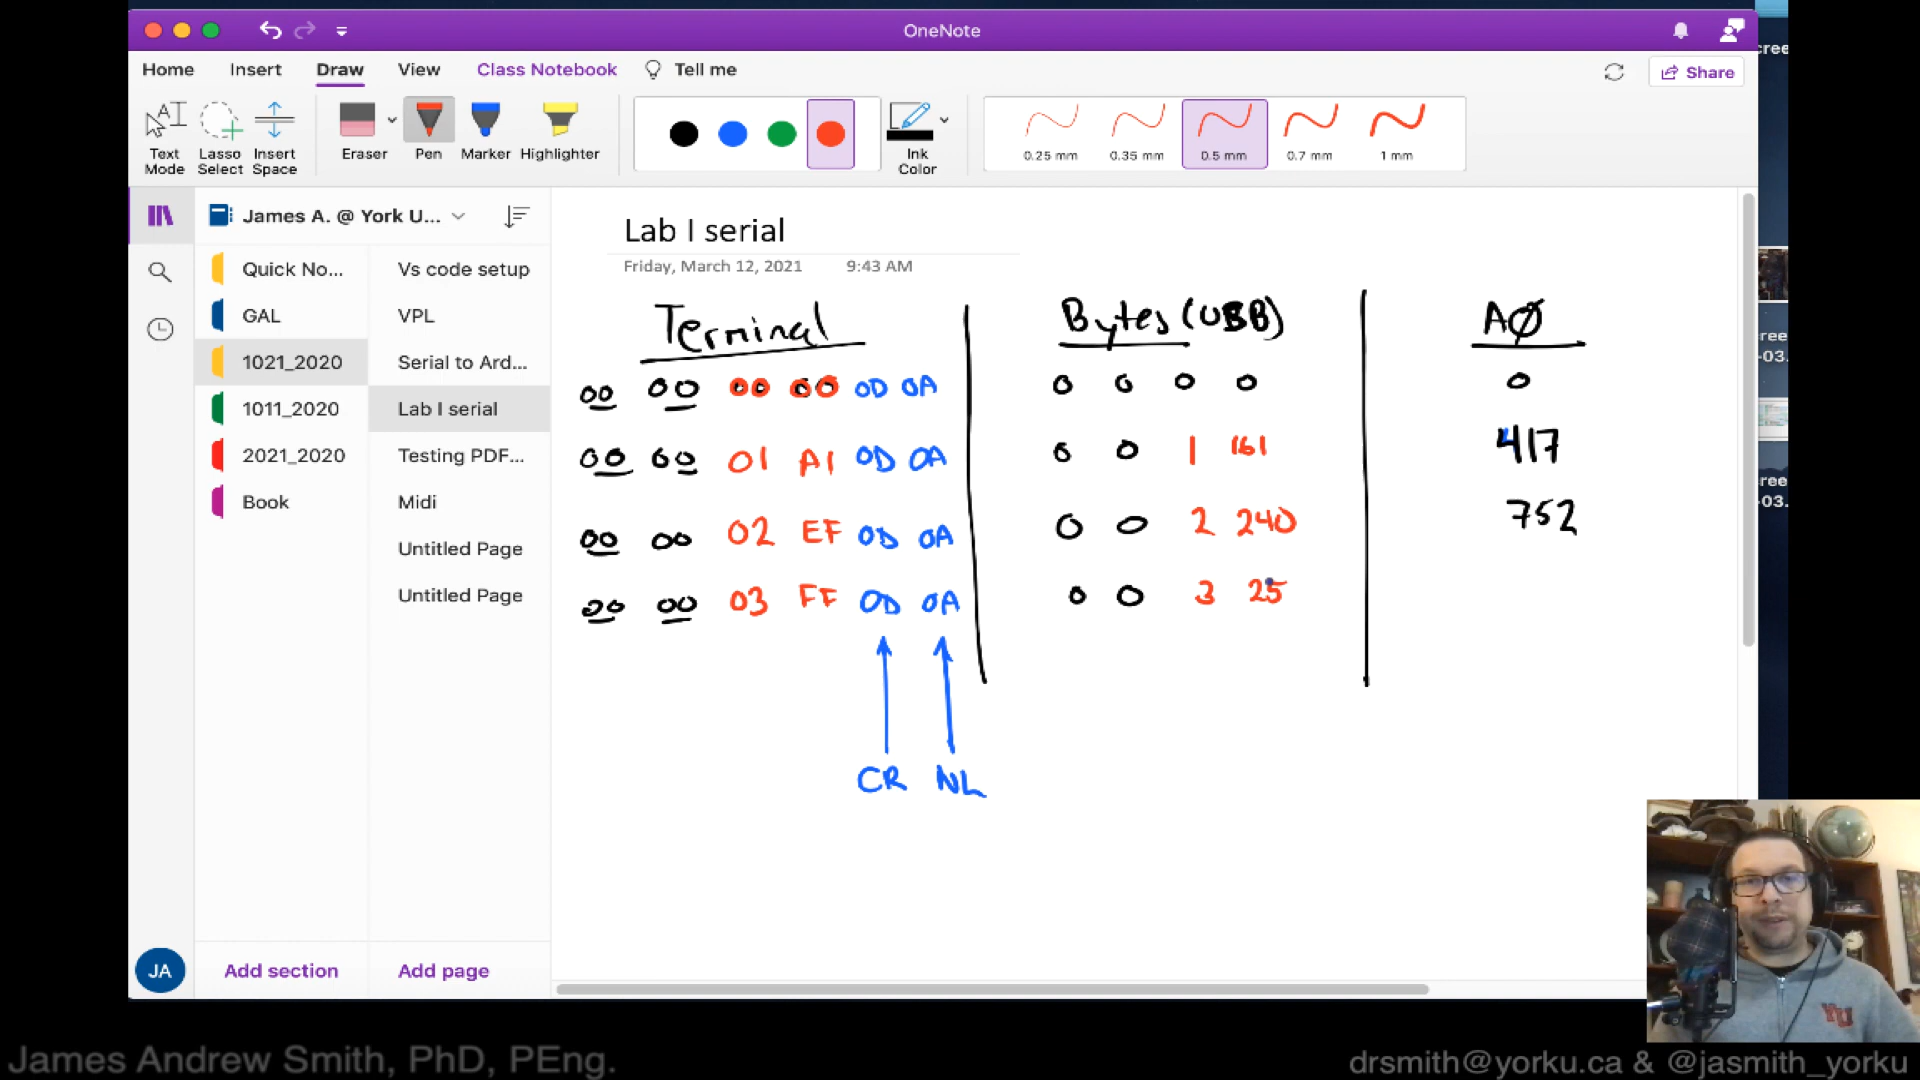 OneNote
Home Insert Draw View Class Notebook Tell me Share
Text Mode
Lasso Select
Insert Space
Eraser
Pen
Marker
Highlighter
Ink Color
0.25 mm 0.35 mm 0.5 mm 0.7 mm 1 mm
James A. @ York U...
Quick No...
GAL
1021_2020
1011_2020
2021_2020
Book
Vs code setup
VPL
Serial to Ard...
Lab I serial
Testing PDF...
Midi
Untitled Page
Untitled Page
Lab I serial
Friday, March 12, 2021 9:43 AM
Terminal Bytes (USB) AØ
00 00 00 00 0D 0A 0 0 0 0 0
00 00 01 A1 0D 0A 0 0 1 161 417
00 00 02 EF 0D 0A 0 0 2 240 752
00 00 03 FF 0D 0A 0 0 3 25
CR NL
JA
Add section
Add page
cree
ree
03.
ree
03.
YU
James Andrew Smith, PhD, PEng.
drsmith@yorku.ca & @jasmith_yorku